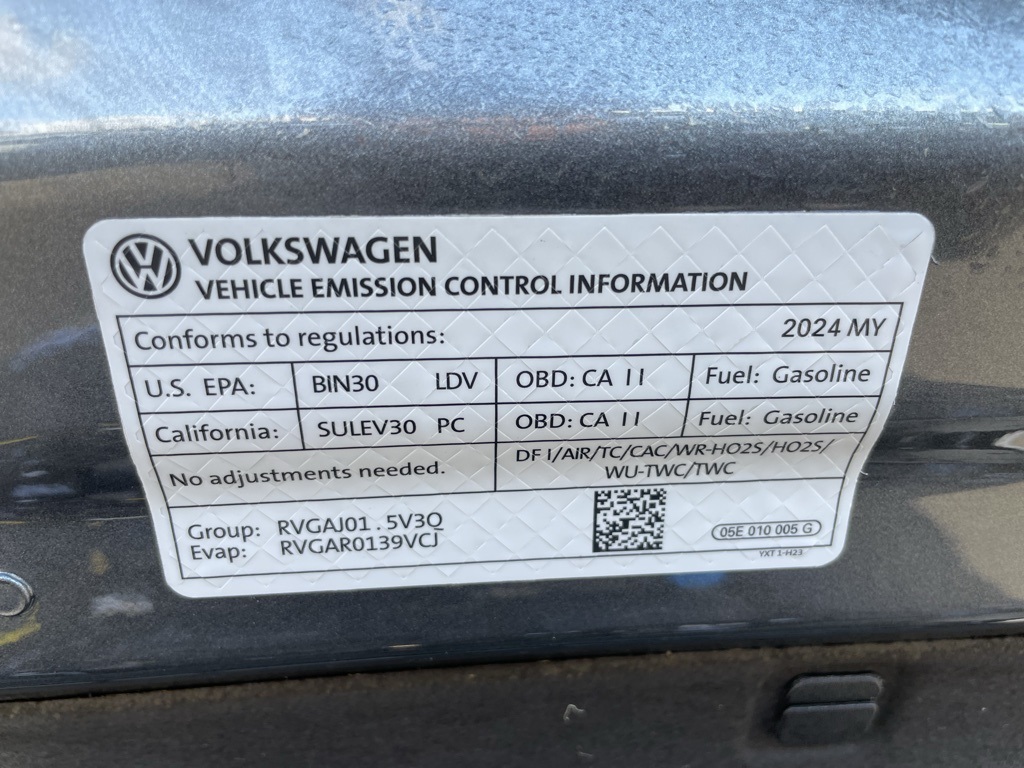 VOLKSWAGEN
VEHICLE EMISSION CONTROL INFORMATION
Conforms to regulations: 2024 MY
U.S. EPA: BIN30 LDV OBD: CA II Fuel: Gasoline
California: SULEV30 PC OBD: CA II Fuel: Gasoline
No adjustments needed.
DFI/AIR/TC/CAC/WR-HO2S/HO2S/
WU-TWC/TWC
Group: RVGAJ01.5V3Q
Evap: RVGAR0139VCJ
05E 010 005 G
YXT 1-H23